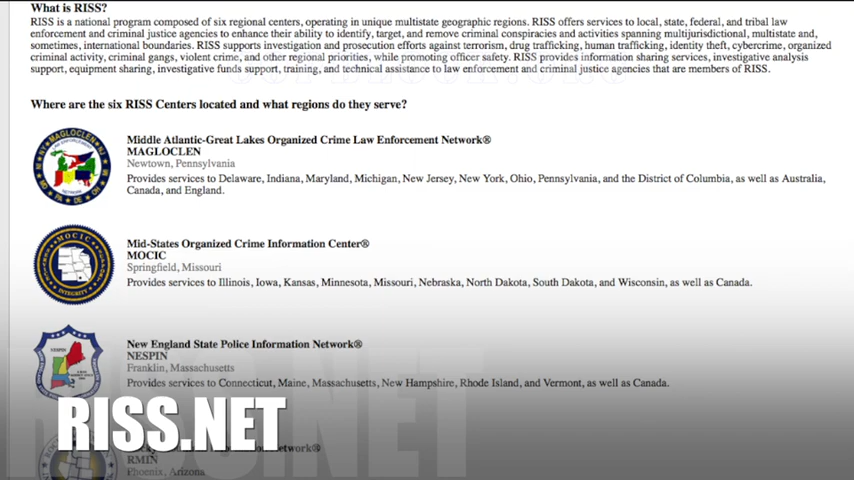 What is RISS?
RISS is a national program composed of six regional centers, operating in unique multistate geographic regions. RISS offers services to local, state, federal, and tribal law
enforcement and criminal justice agencies to enhance their ability to identify, target, and remove criminal conspiracies and activities spanning multijurisdictional, multistate and,
sometimes, international boundaries. RISS supports investigation and prosecution efforts against terrorism, drug trafficking, human trafficking, identity theft, cybercrime, organized
criminal activity, criminal gangs, violent crime, and other regional priorities, while promoting officer safety. RISS provides information sharing services, investigative analysis
support, equipment sharing, investigative funds support, training, and technical assistance to law enforcement and criminal justice agencies that are members of RISS.
Where are the six RISS Centers located and what regions do they serve?
MAGLOCLEN
Middle Atlantic-Great Lakes Organized Crime Law Enforcement Network®
MAGLOCLEN
Newtown, Pennsylvania
Provides services to Delaware, Indiana, Maryland, Michigan, New Jersey, New York, Ohio, Pennsylvania, and the District of Columbia, as well as Australia,
Canada, and England.
MOCIC
INTEGRITY
Mid-States Organized Crime Information Center®
MOCIC
Springfield, Missouri
Provides services to Illinois, Iowa, Kansas, Minnesota, Missouri, Nebraska, North Dakota, South Dakota, and Wisconsin, as well as Canada.
NESPIN
New England State Police Information Network®
NESPIN
Franklin, Massachusetts
Provides services to Connecticut, Maine, Massachusetts, New Hampshire, Rhode Island, and Vermont, as well as Canada.
RISS.NET
RMIN
Phoenix, Arizona